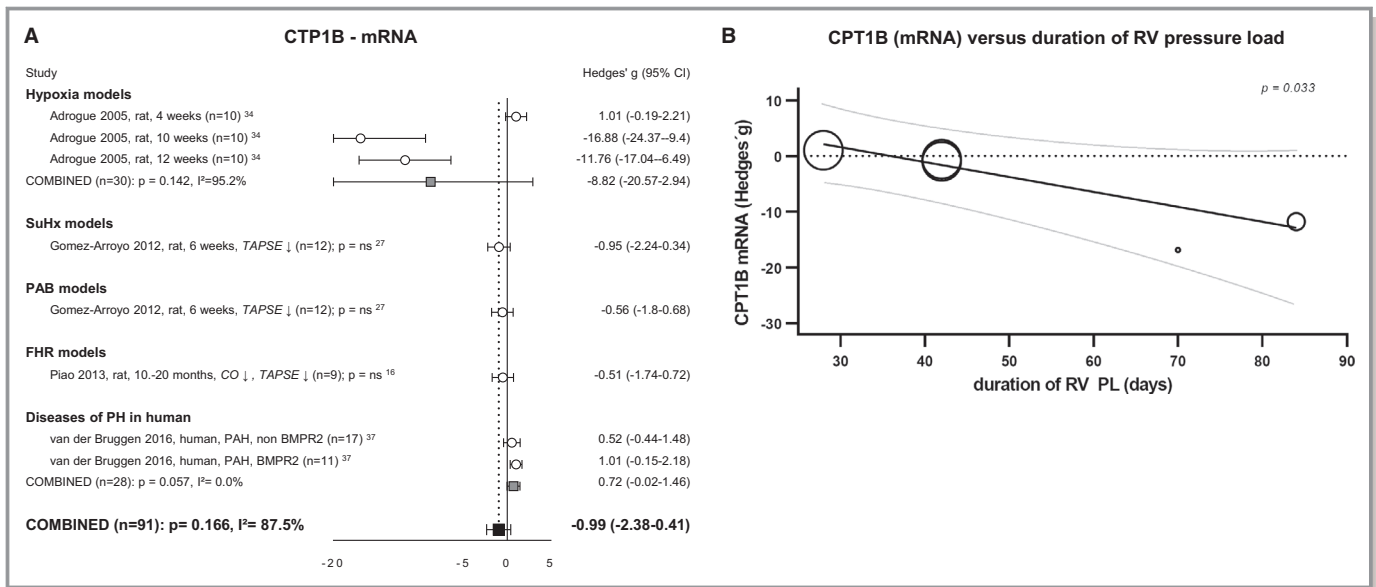 A
CTP1B - mRNA
Study Hedges' g (95% CI)
Hypoxia models
Adrogue 2005, rat, 4 weeks (n=10) 34 1.01 (-0.19-2.21)
Adrogue 2005, rat, 10 weeks (n=10) 34 -16.88 (-24.37--9.4)
Adrogue 2005, rat, 12 weeks (n=10) 34 -11.76 (-17.04--6.49)
COMBINED (n=30): p = 0.142, I²=95.2% -8.82 (-20.57-2.94)
SuHx models
Gomez-Arroyo 2012, rat, 6 weeks, TAPSE ↓ (n=12); p = ns 27 -0.95 (-2.24-0.34)
PAB models
Gomez-Arroyo 2012, rat, 6 weeks, TAPSE ↓ (n=12); p = ns 27 -0.56 (-1.8-0.68)
FHR models
Piao 2013, rat, 10.-20 months, CO ↓ , TAPSE ↓ (n=9); p = ns 16 -0.51 (-1.74-0.72)
Diseases of PH in human
van der Bruggen 2016, human, PAH, non BMPR2 (n=17) 37 0.52 (-0.44-1.48)
van der Bruggen 2016, human, PAH, BMPR2 (n=11) 37 1.01 (-0.15-2.18)
COMBINED (n=28): p = 0.057, I²= 0.0% 0.72 (-0.02-1.46)
COMBINED (n=91): p= 0.166, I²= 87.5% -0.99 (-2.38-0.41)
-20 -5 0 5
B
CPT1B (mRNA) versus duration of RV pressure load
p = 0.033
CPT1B mRNA (Hedges´g)
10
0
-10
-20
-30
30 40 50 60 70 80 90
duration of RV PL (days)